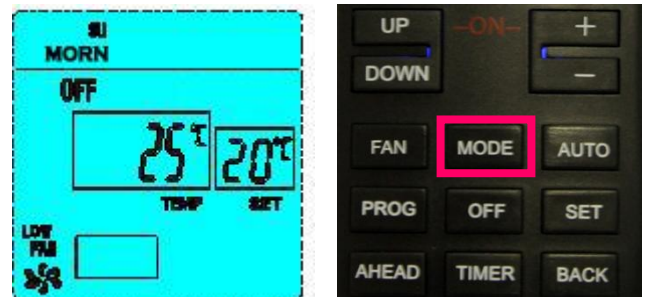 SU
MORN
OFF
25°C
20°C
TEMP SET
LOW
FAN
UP -ON- +
DOWN -
FAN MODE AUTO
PROG OFF SET
AHEAD TIMER BACK